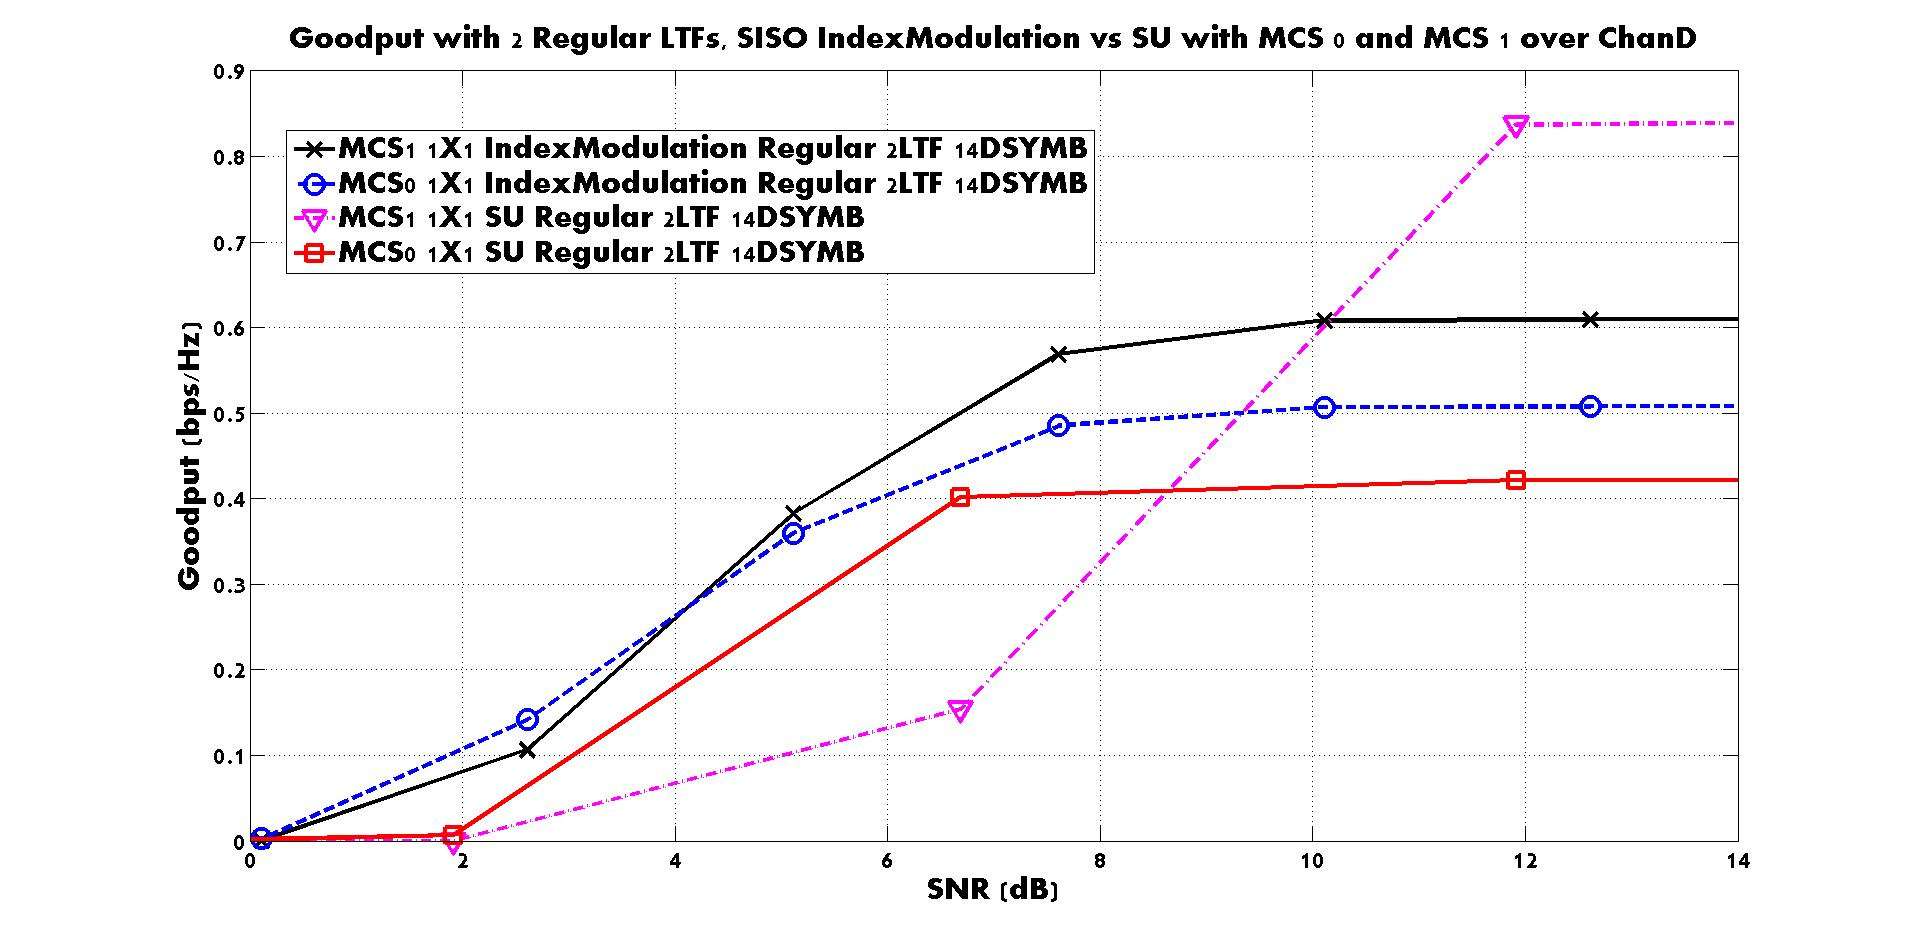 Goodput with 2 Regular LTFs, SISO IndexModulation vs SU with MCS 0 and MCS 1 over ChanD
0.9
0.8
0.7
0.6
0.5
0.4
0.3
0.2
0.1
0
Goodput (bps/Hz)
MCS1 1X1 IndexModulation Regular 2LTF 14DSYMB
MCS0 1X1 IndexModulation Regular 2LTF 14DSYMB
MCS1 1X1 SU Regular 2LTF 14DSYMB
MCS0 1X1 SU Regular 2LTF 14DSYMB
0 2 4 6 8 10 12 14
SNR (dB)